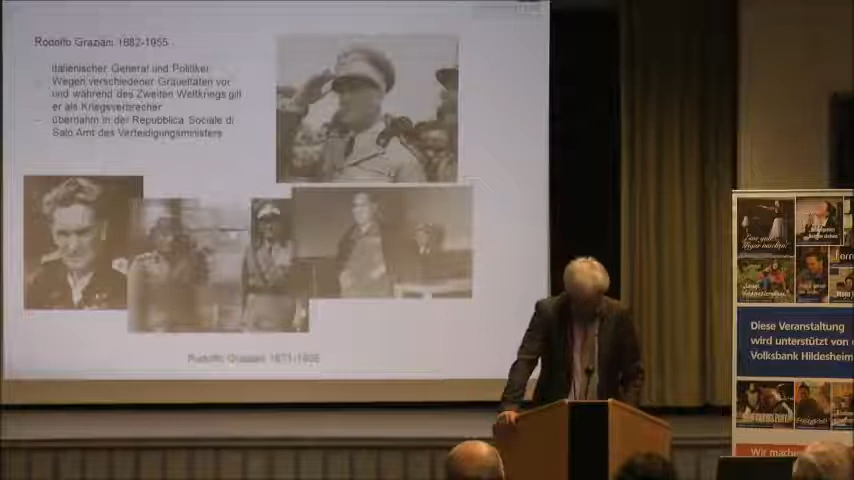 Rodolfo Graziani 1882-1955
italienischer General und Politiker
Wegen verschiedener Gräueltaten vor
und während des Zweiten Weltkriegs gilt
er als Kriegsverbrecher
übernahm in der Repubblica Sociale di
Salò Amt des Verteidigungsministers
Rodolfo Graziani
Diese Veranstaltung
wird unterstützt von
Volksbank Hildesheim
Wir mache